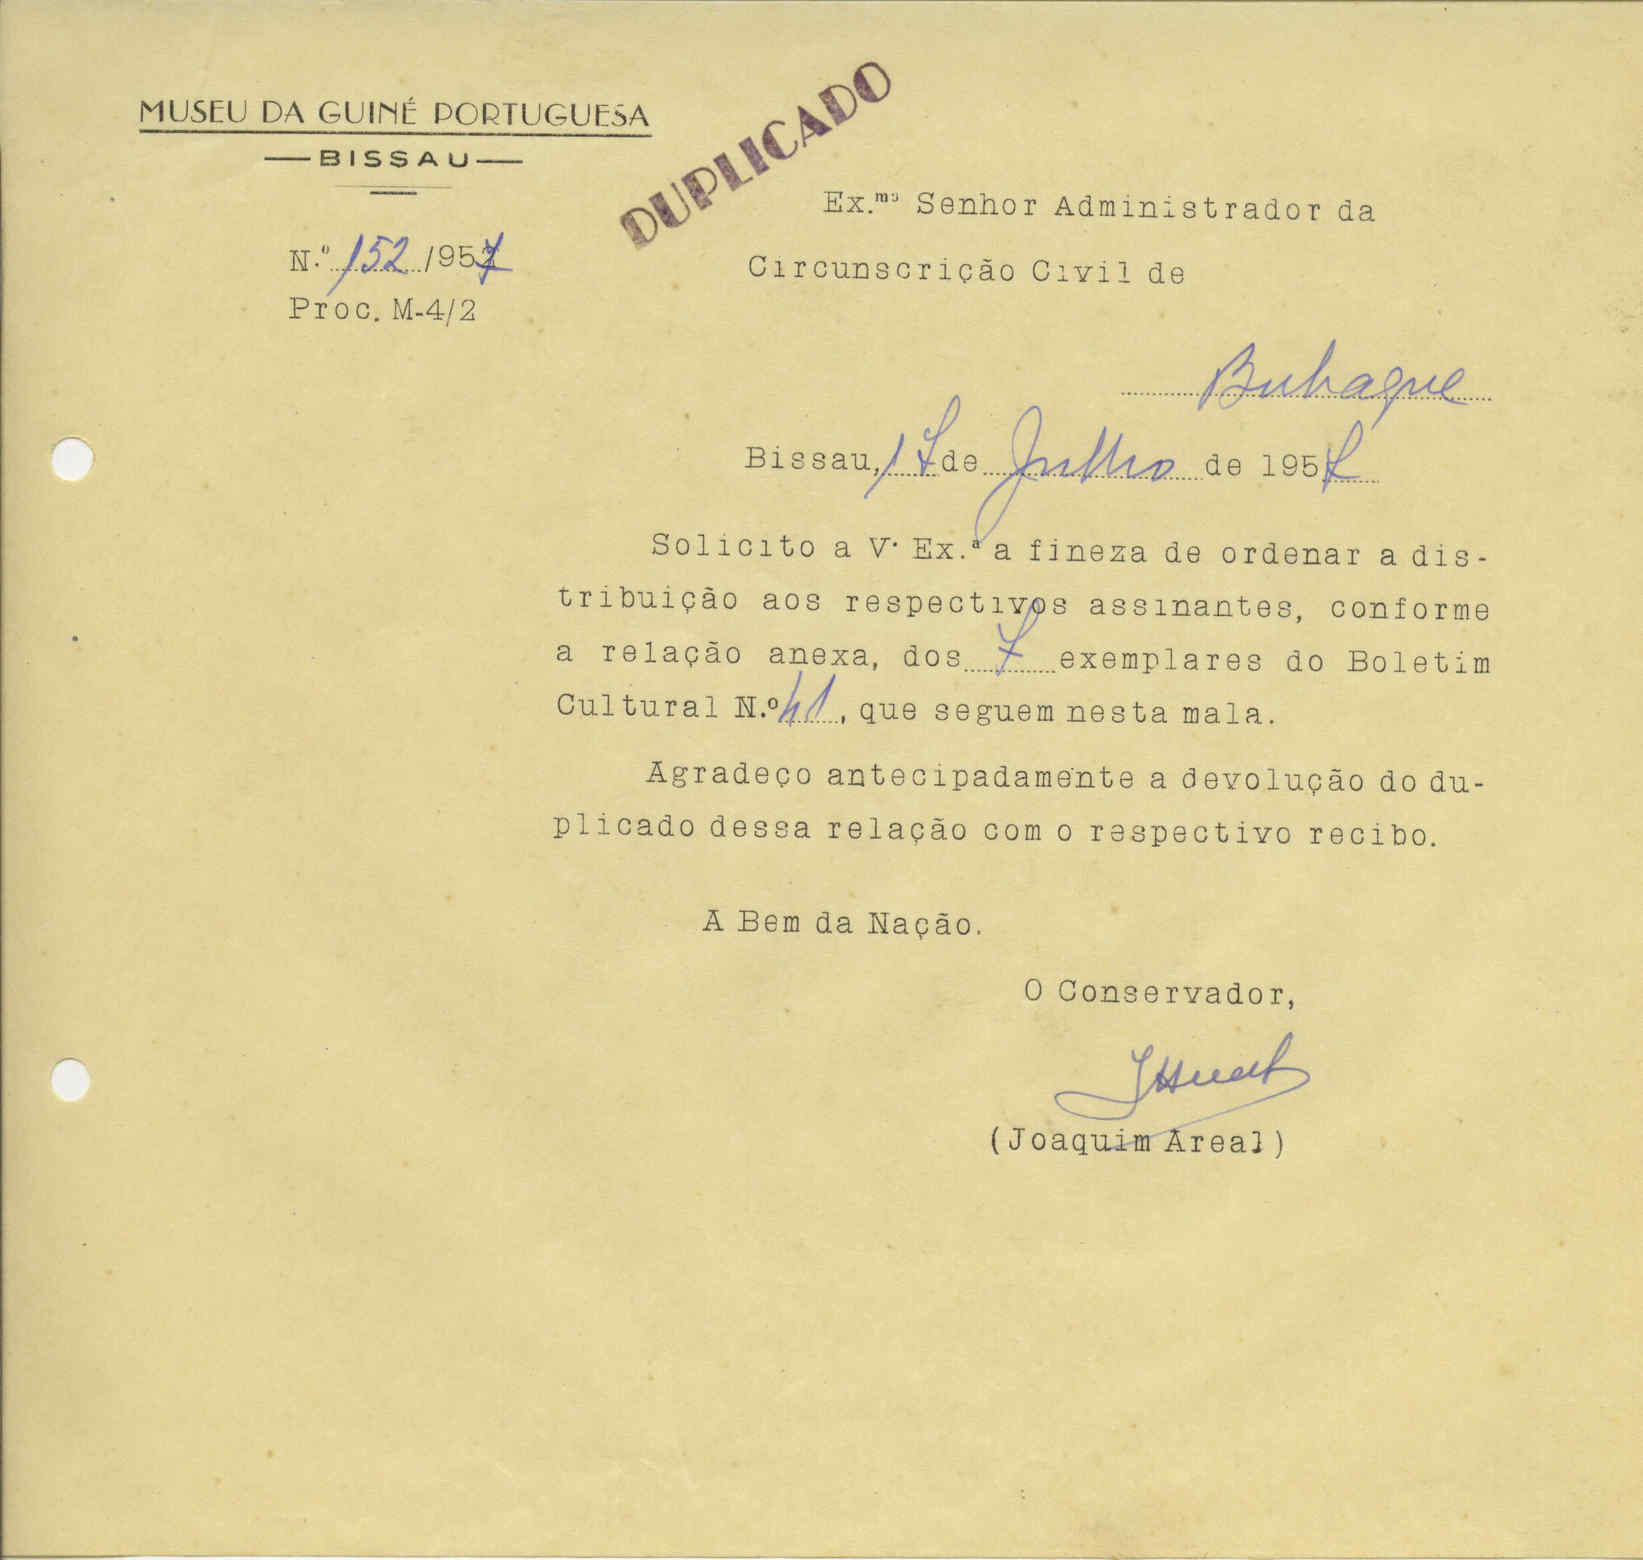 MUSEU DA GUINÉ PORTUGUESA
BISSAU
DUPLICADO
N.º 152/957
Proc. M-4/2
Ex.mo Senhor Administrador da
Circunscrição Civil de
Bubaque
Bissau, 17 de Julho de 1957
Solicito a V. Ex.ª a fineza de ordenar a dis-
tribuição aos respectivos assinantes, conforme
a relação anexa, dos 7 exemplares do Boletim
Cultural N.º 41, que seguem nesta mala.
Agradeço antecipadamente a devolução do du-
plicado dessa relação com o respectivo recibo.
A Bem da Nação.
O Conservador,
(Joaquim Areal)